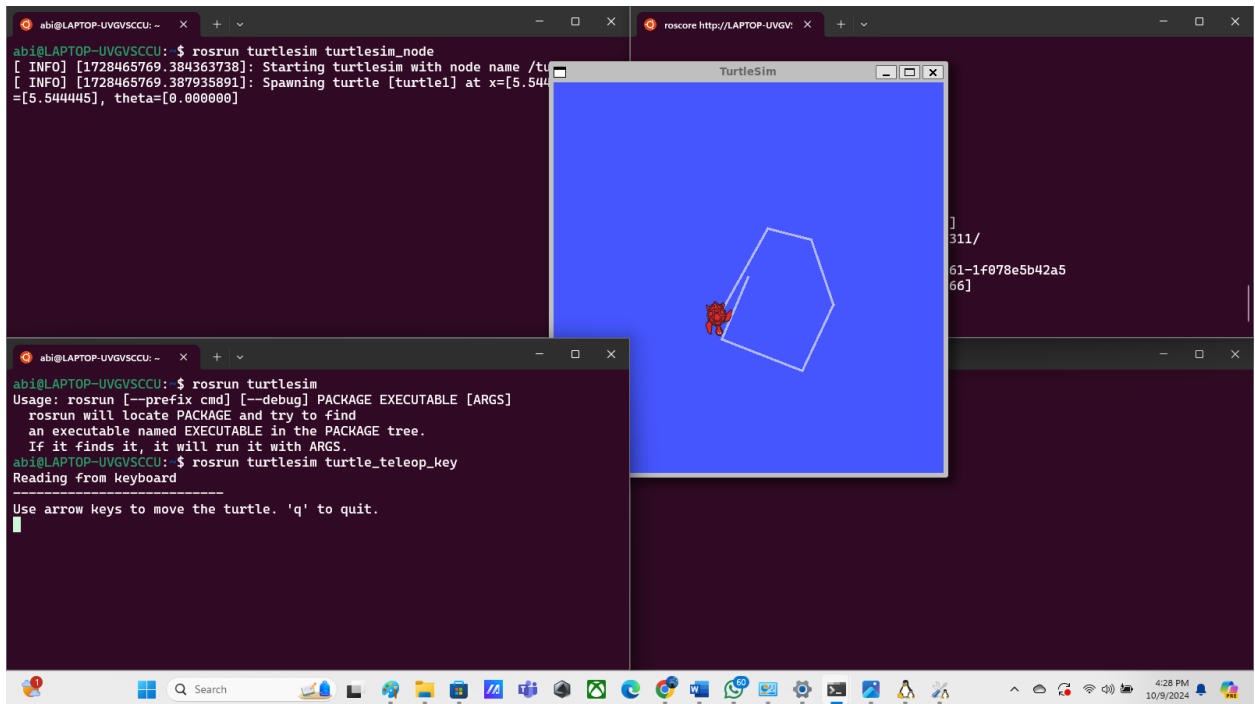 abi@LAPTOP-UVGVSCCU: ~
abi@LAPTOP-UVGVSCCU:~$ rosrun turtlesim turtlesim_node
[ INFO] [1728465769.384363738]: Starting turtlesim with node name /tu
[ INFO] [1728465769.387935891]: Spawning turtle [turtle1] at x=[5.544
=[5.544445], theta=[0.000000]
roscore http://LAPTOP-UVGV:
TurtleSim
]
311/
61-1f078e5b42a5
66]
abi@LAPTOP-UVGVSCCU: ~
abi@LAPTOP-UVGVSCCU:~$ rosrun turtlesim
Usage: rosrun [--prefix cmd] [--debug] PACKAGE EXECUTABLE [ARGS]
rosrun will locate PACKAGE and try to find
an executable named EXECUTABLE in the PACKAGE tree.
If it finds it, it will run it with ARGS.
abi@LAPTOP-UVGVSCCU:~$ rosrun turtlesim turtle_teleop_key
Reading from keyboard
---------------------------
Use arrow keys to move the turtle. 'q' to quit.
1
Search
60
4:28 PM
10/9/2024
PRE